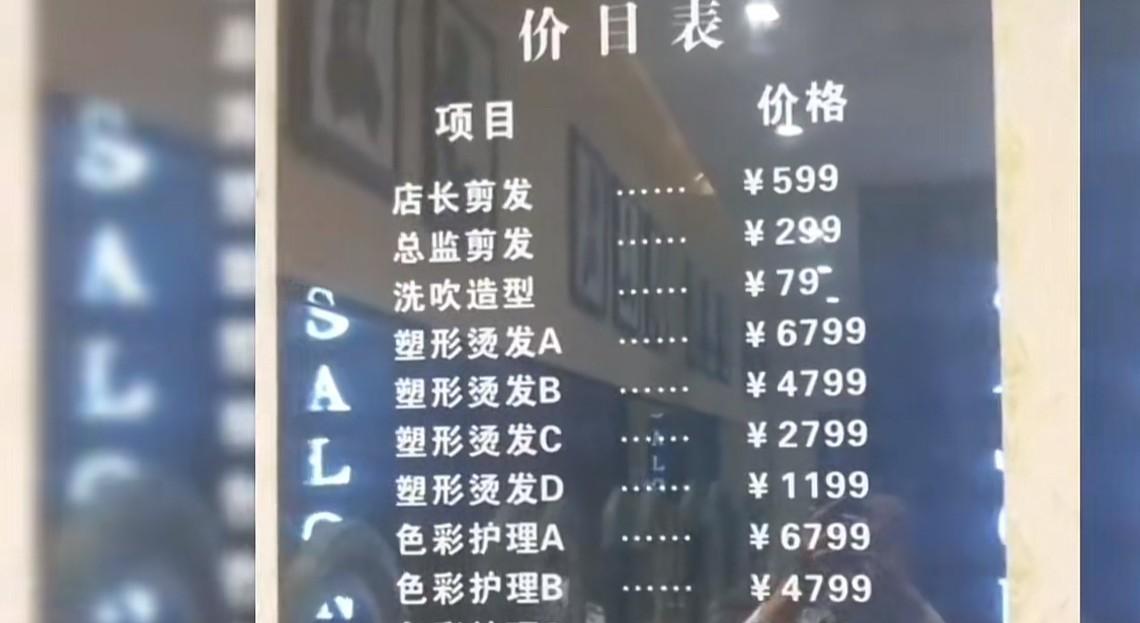 价目表
项目 价格
店长剪发 ...... ¥599
总监剪发 ...... ¥299
洗吹造型 ...... ¥79
塑形烫发A ...... ¥6799
塑形烫发B ...... ¥4799
塑形烫发C ...... ¥2799
塑形烫发D ...... ¥1199
色彩护理A ...... ¥6799
色彩护理B ...... ¥4799
SALON